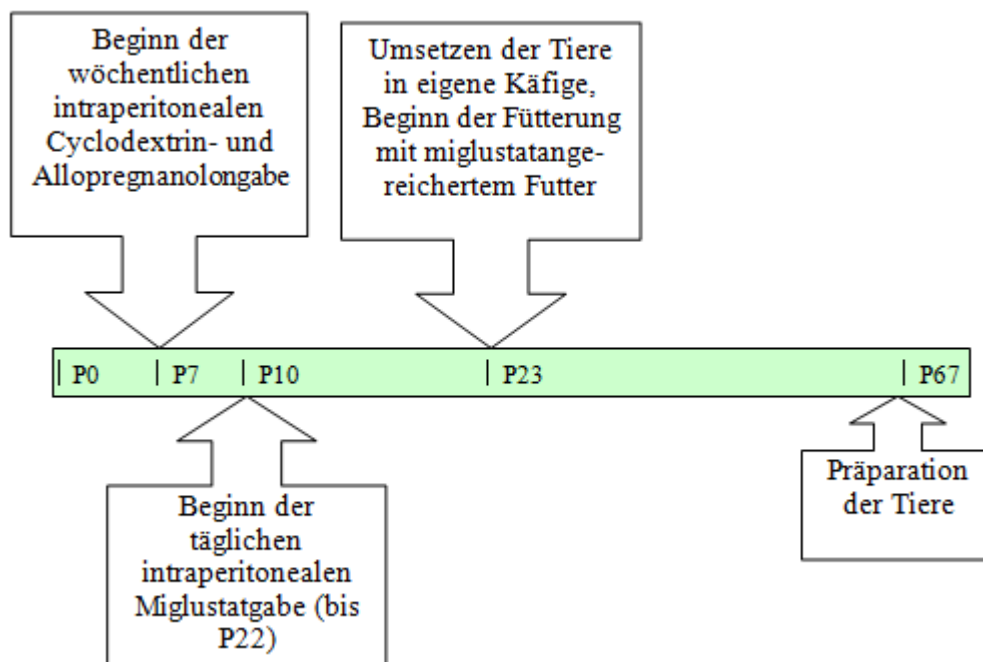 Beginn der
wöchentlichen
intraperitonealen
Cyclodextrin- und
Allopregnanolongabe
Umsetzen der Tiere
in eigene Käfige,
Beginn der Fütterung
mit miglustatange-
reichertem Futter
P0 P7 P10 P23 P67
Beginn der
täglichen
intraperitonealen
Miglustatgabe (bis
P22)
Präparation
der Tiere